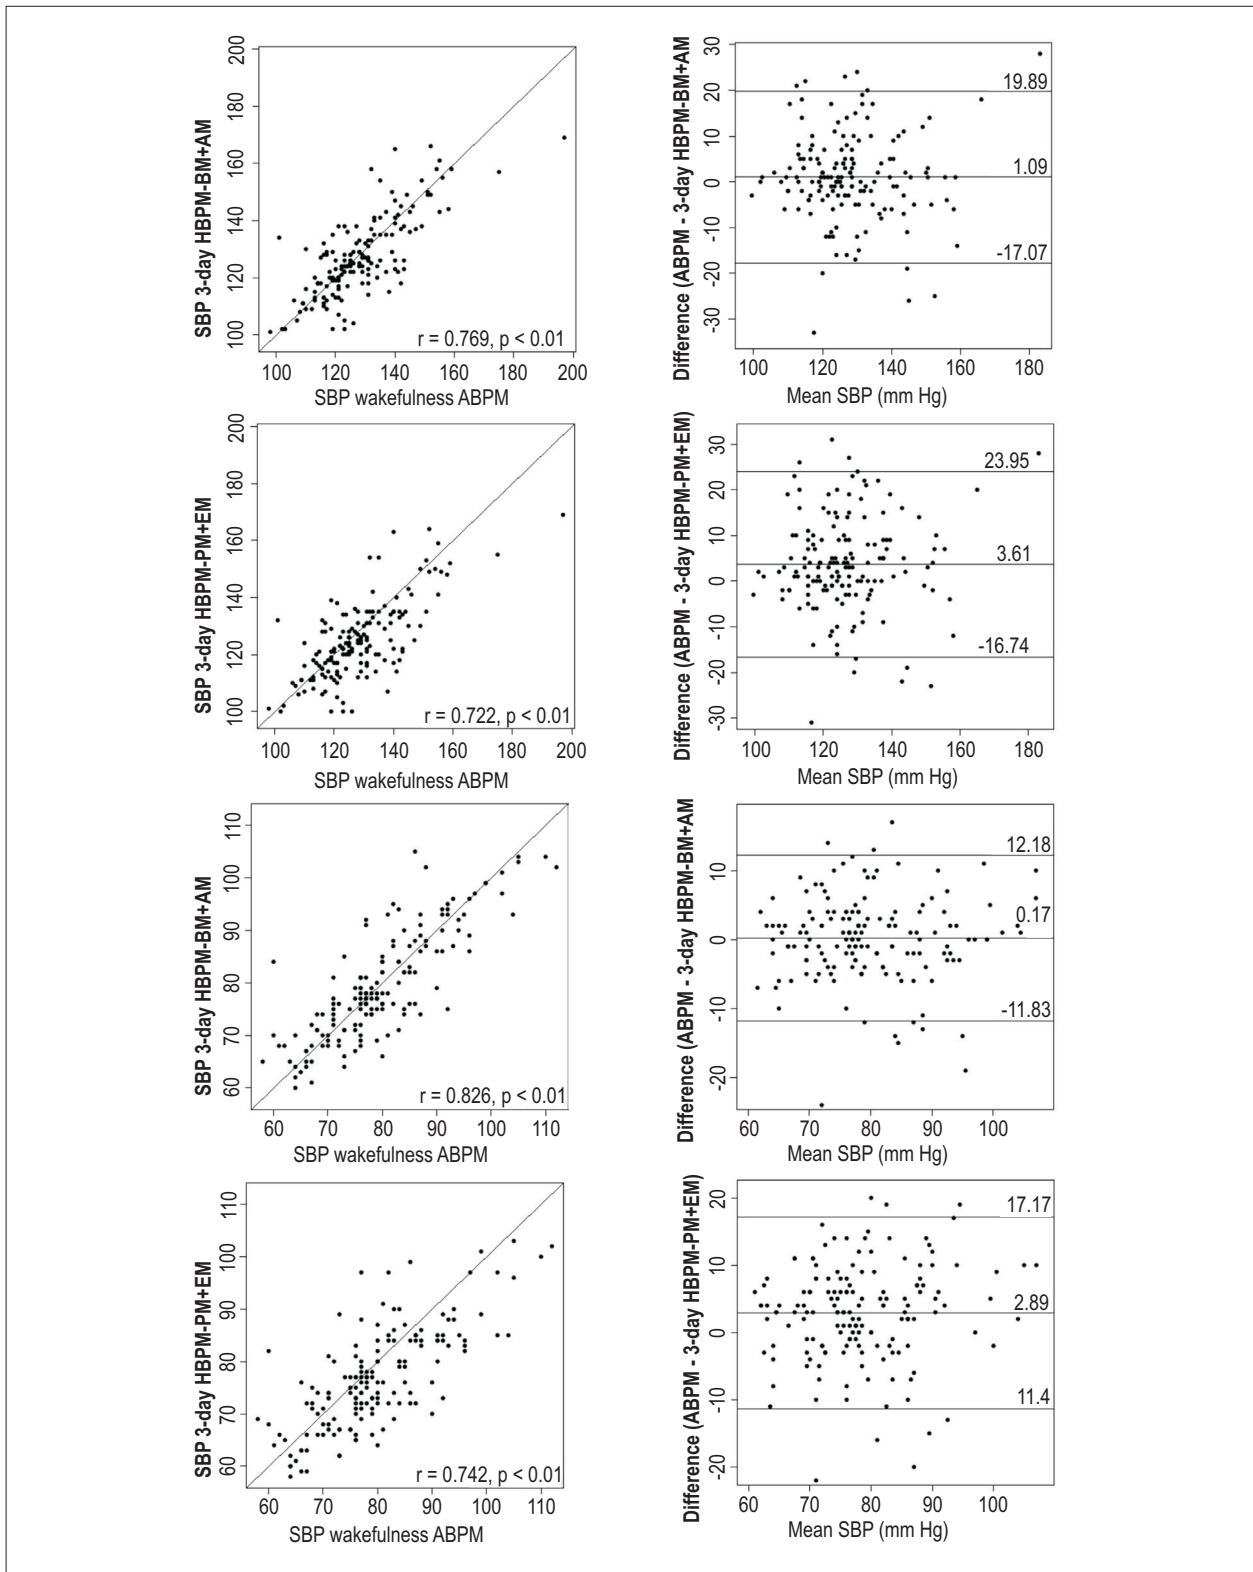 SBP 3-day HBPM-BM+AM
200
180
160
140
120
100
r = 0.769, p < 0.01
100 120 140 160 180 200
SBP wakefulness ABPM
Difference (ABPM - 3-day HBPM-BM+AM
30
20
10
0
-10
-20
-30
19.89
1.09
-17.07
100 120 140 160 180
Mean SBP (mm Hg)
SBP 3-day HBPM-PM+EM
200
180
160
140
120
100
r = 0.722, p < 0.01
100 120 140 160 180 200
SBP wakefulness ABPM
Difference (ABPM - 3-day HBPM-PM+EM)
30
20
10
0
-10
-20
-30
23.95
3.61
-16.74
100 120 140 160 180
Mean SBP (mm Hg)
SBP 3-day HBPM-BM+AM
110
100
90
80
70
60
r = 0.826, p < 0.01
60 70 80 90 100 110
SBP wakefulness ABPM
Difference (ABPM - 3-day HBPM-BM+AM
10
0
-10
-20
12.18
0.17
-11.83
60 70 80 90 100
Mean SBP (mm Hg)
SBP 3-day HBPM-PM+EM
110
100
90
80
70
60
r = 0.742, p < 0.01
60 70 80 90 100 110
SBP wakefulness ABPM
Difference (ABPM - 3-day HBPM-PM+EM)
20
10
0
-10
-20
17.17
2.89
11.4
60 70 80 90 100
Mean SBP (mm Hg)